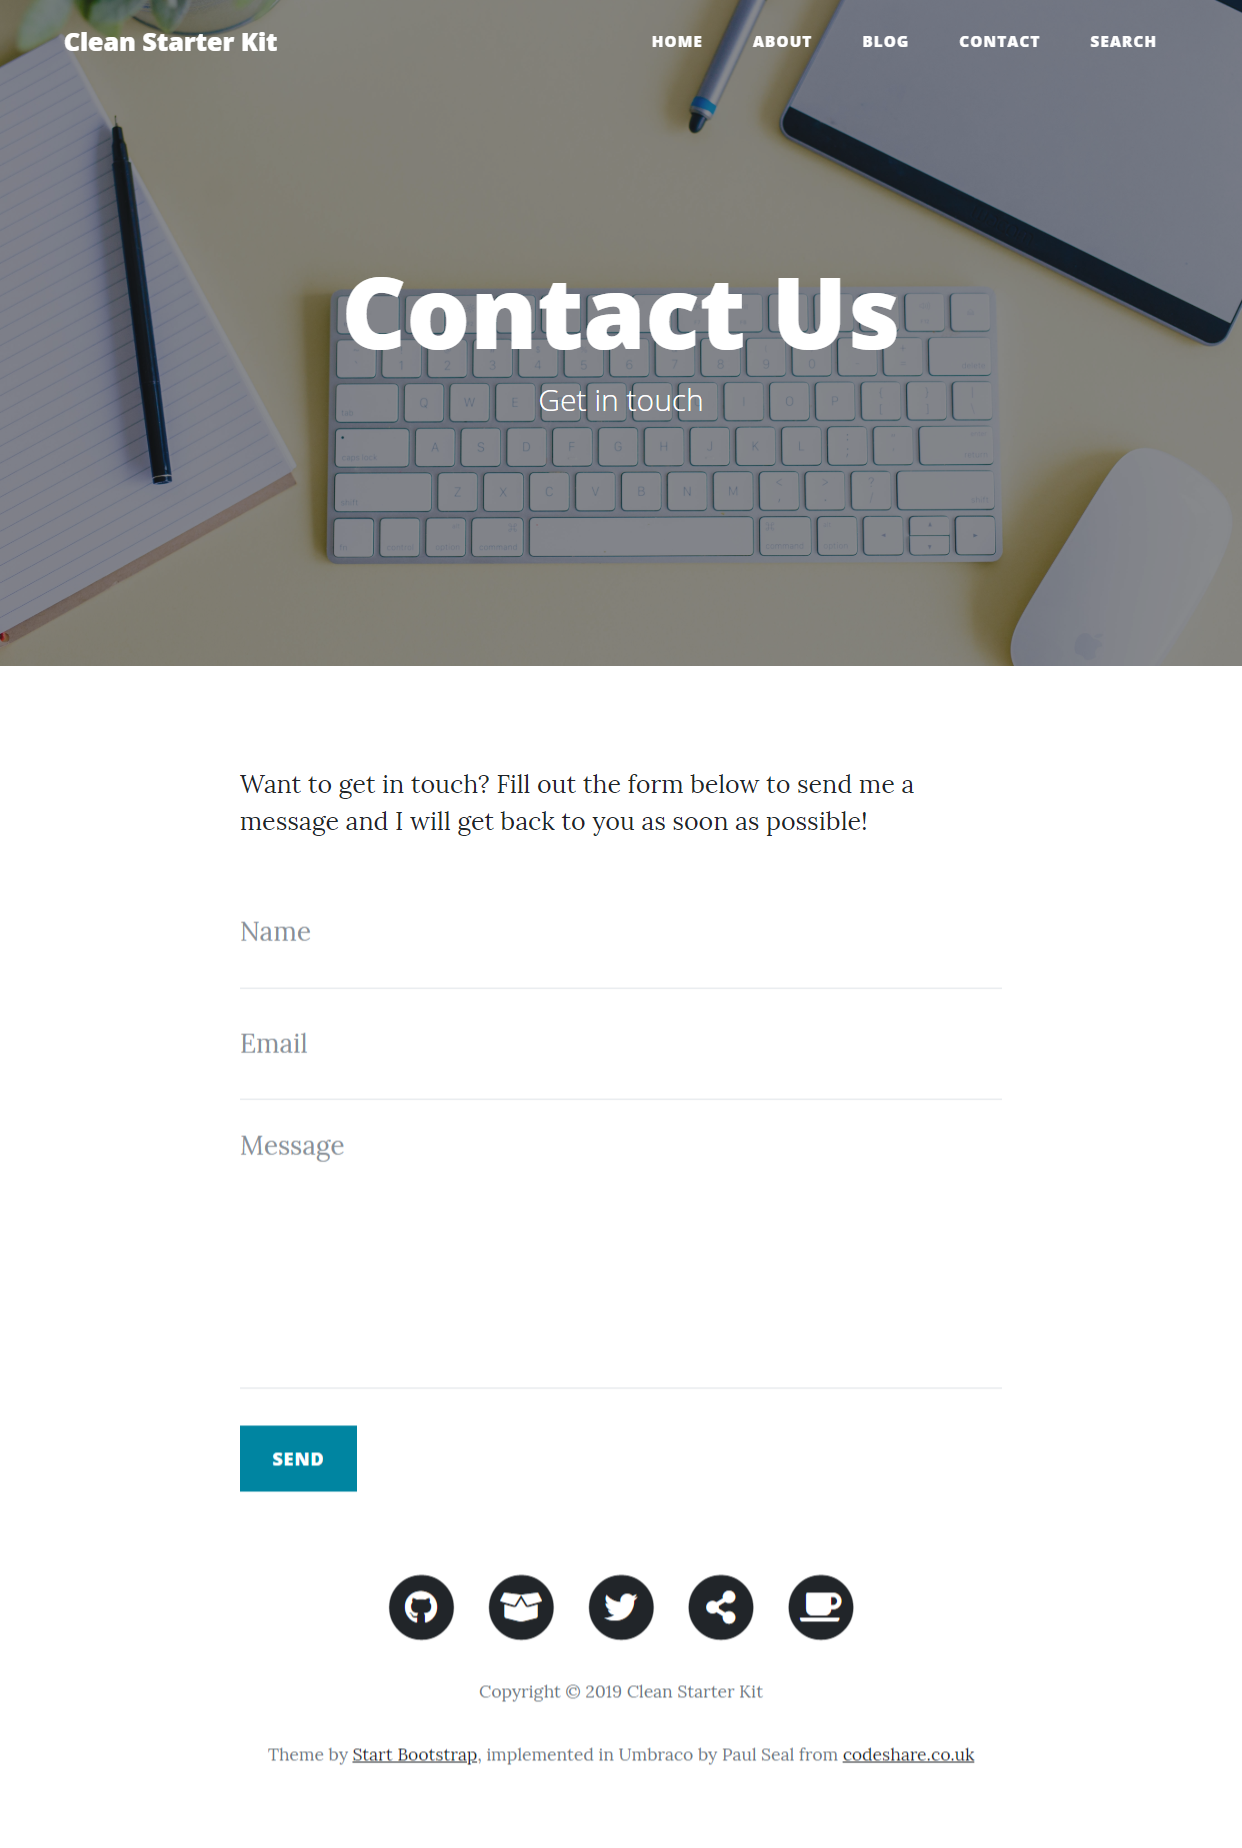 Clean Starter Kit
HOME ABOUT BLOG CONTACT SEARCH
Contact Us
Get in touch
Want to get in touch? Fill out the form below to send me a
message and I will get back to you as soon as possible!
Name
Email
Message
SEND
Copyright © 2019 Clean Starter Kit
Theme by Start Bootstrap, implemented in Umbraco by Paul Seal from codeshare.co.uk